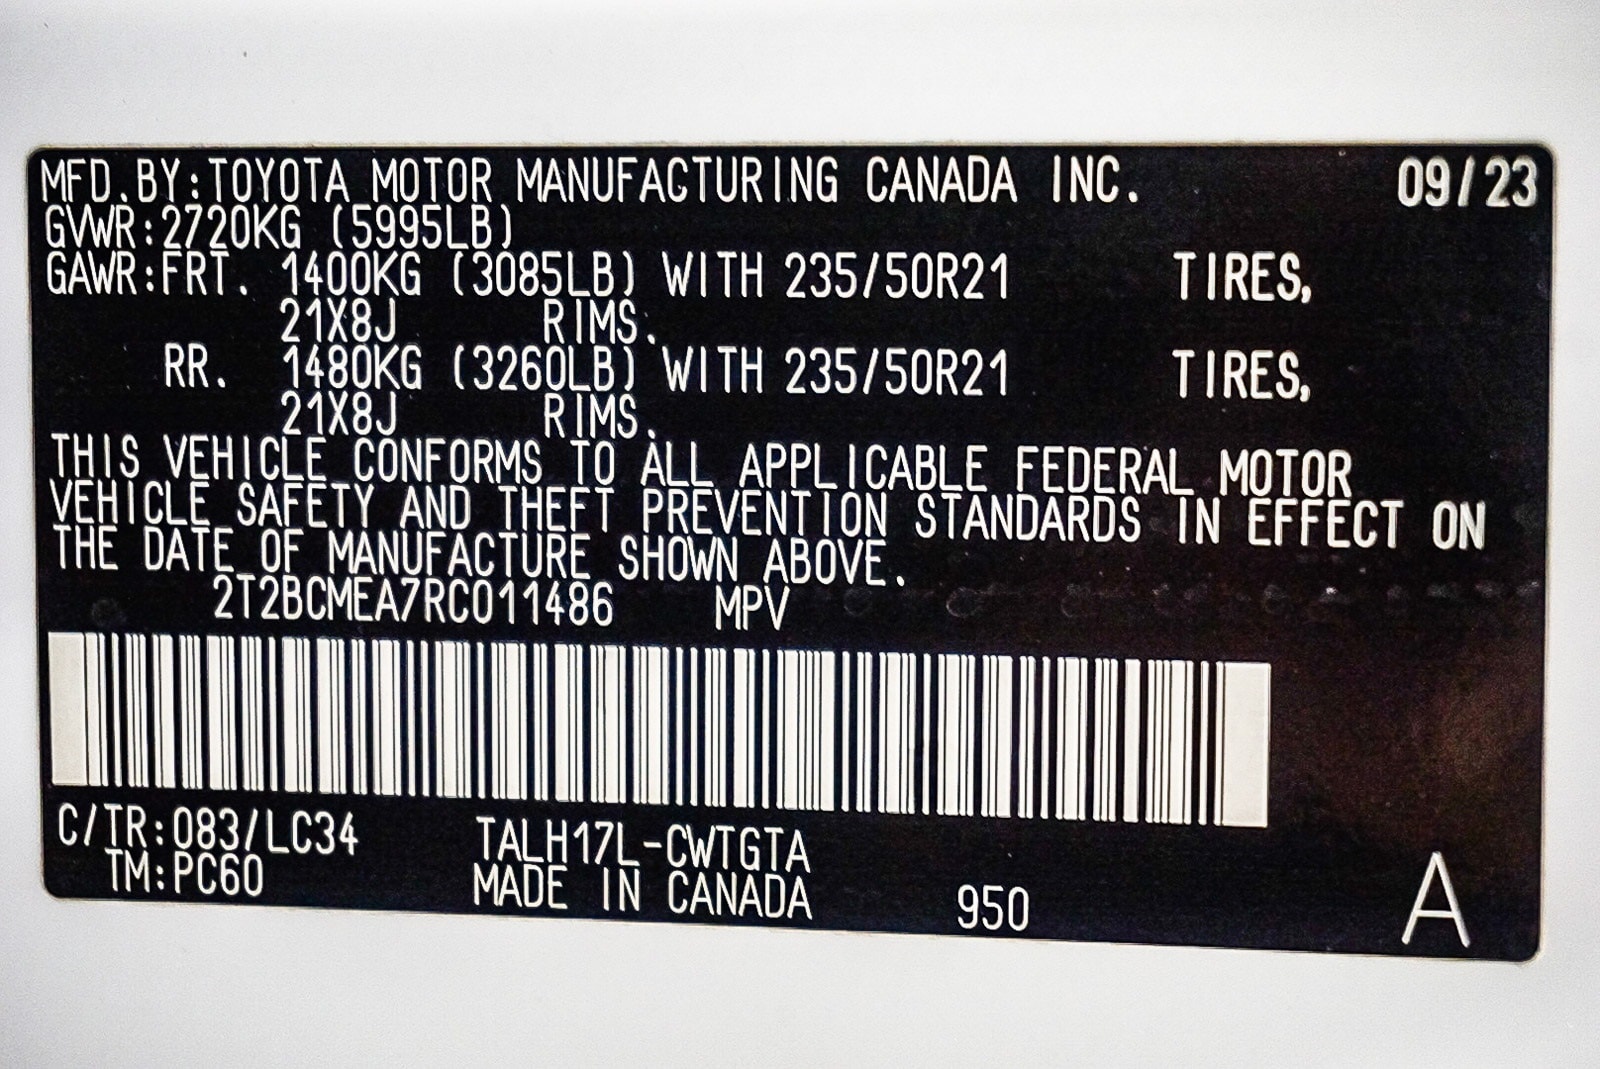 MFD.BY:TOYOTA MOTOR MANUFACTURING CANADA INC. 09/23
GVWR:2720KG (5995LB)
GAWR:FRT. 1400KG (3085LB) WITH 235/50R21 TIRES,
21X8J RIMS.
RR. 1480KG (3260LB) WITH 235/50R21 TIRES,
21X8J RIMS.
THIS VEHICLE CONFORMS TO ALL APPLICABLE FEDERAL MOTOR
VEHICLE SAFETY AND THEFT PREVENTION STANDARDS IN EFFECT ON
THE DATE OF MANUFACTURE SHOWN ABOVE.
2T2BCMEA7RC011486 MPV
C/TR:083/LC34 TALH17L-CWTGTA
TM:PC60 MADE IN CANADA 950 A